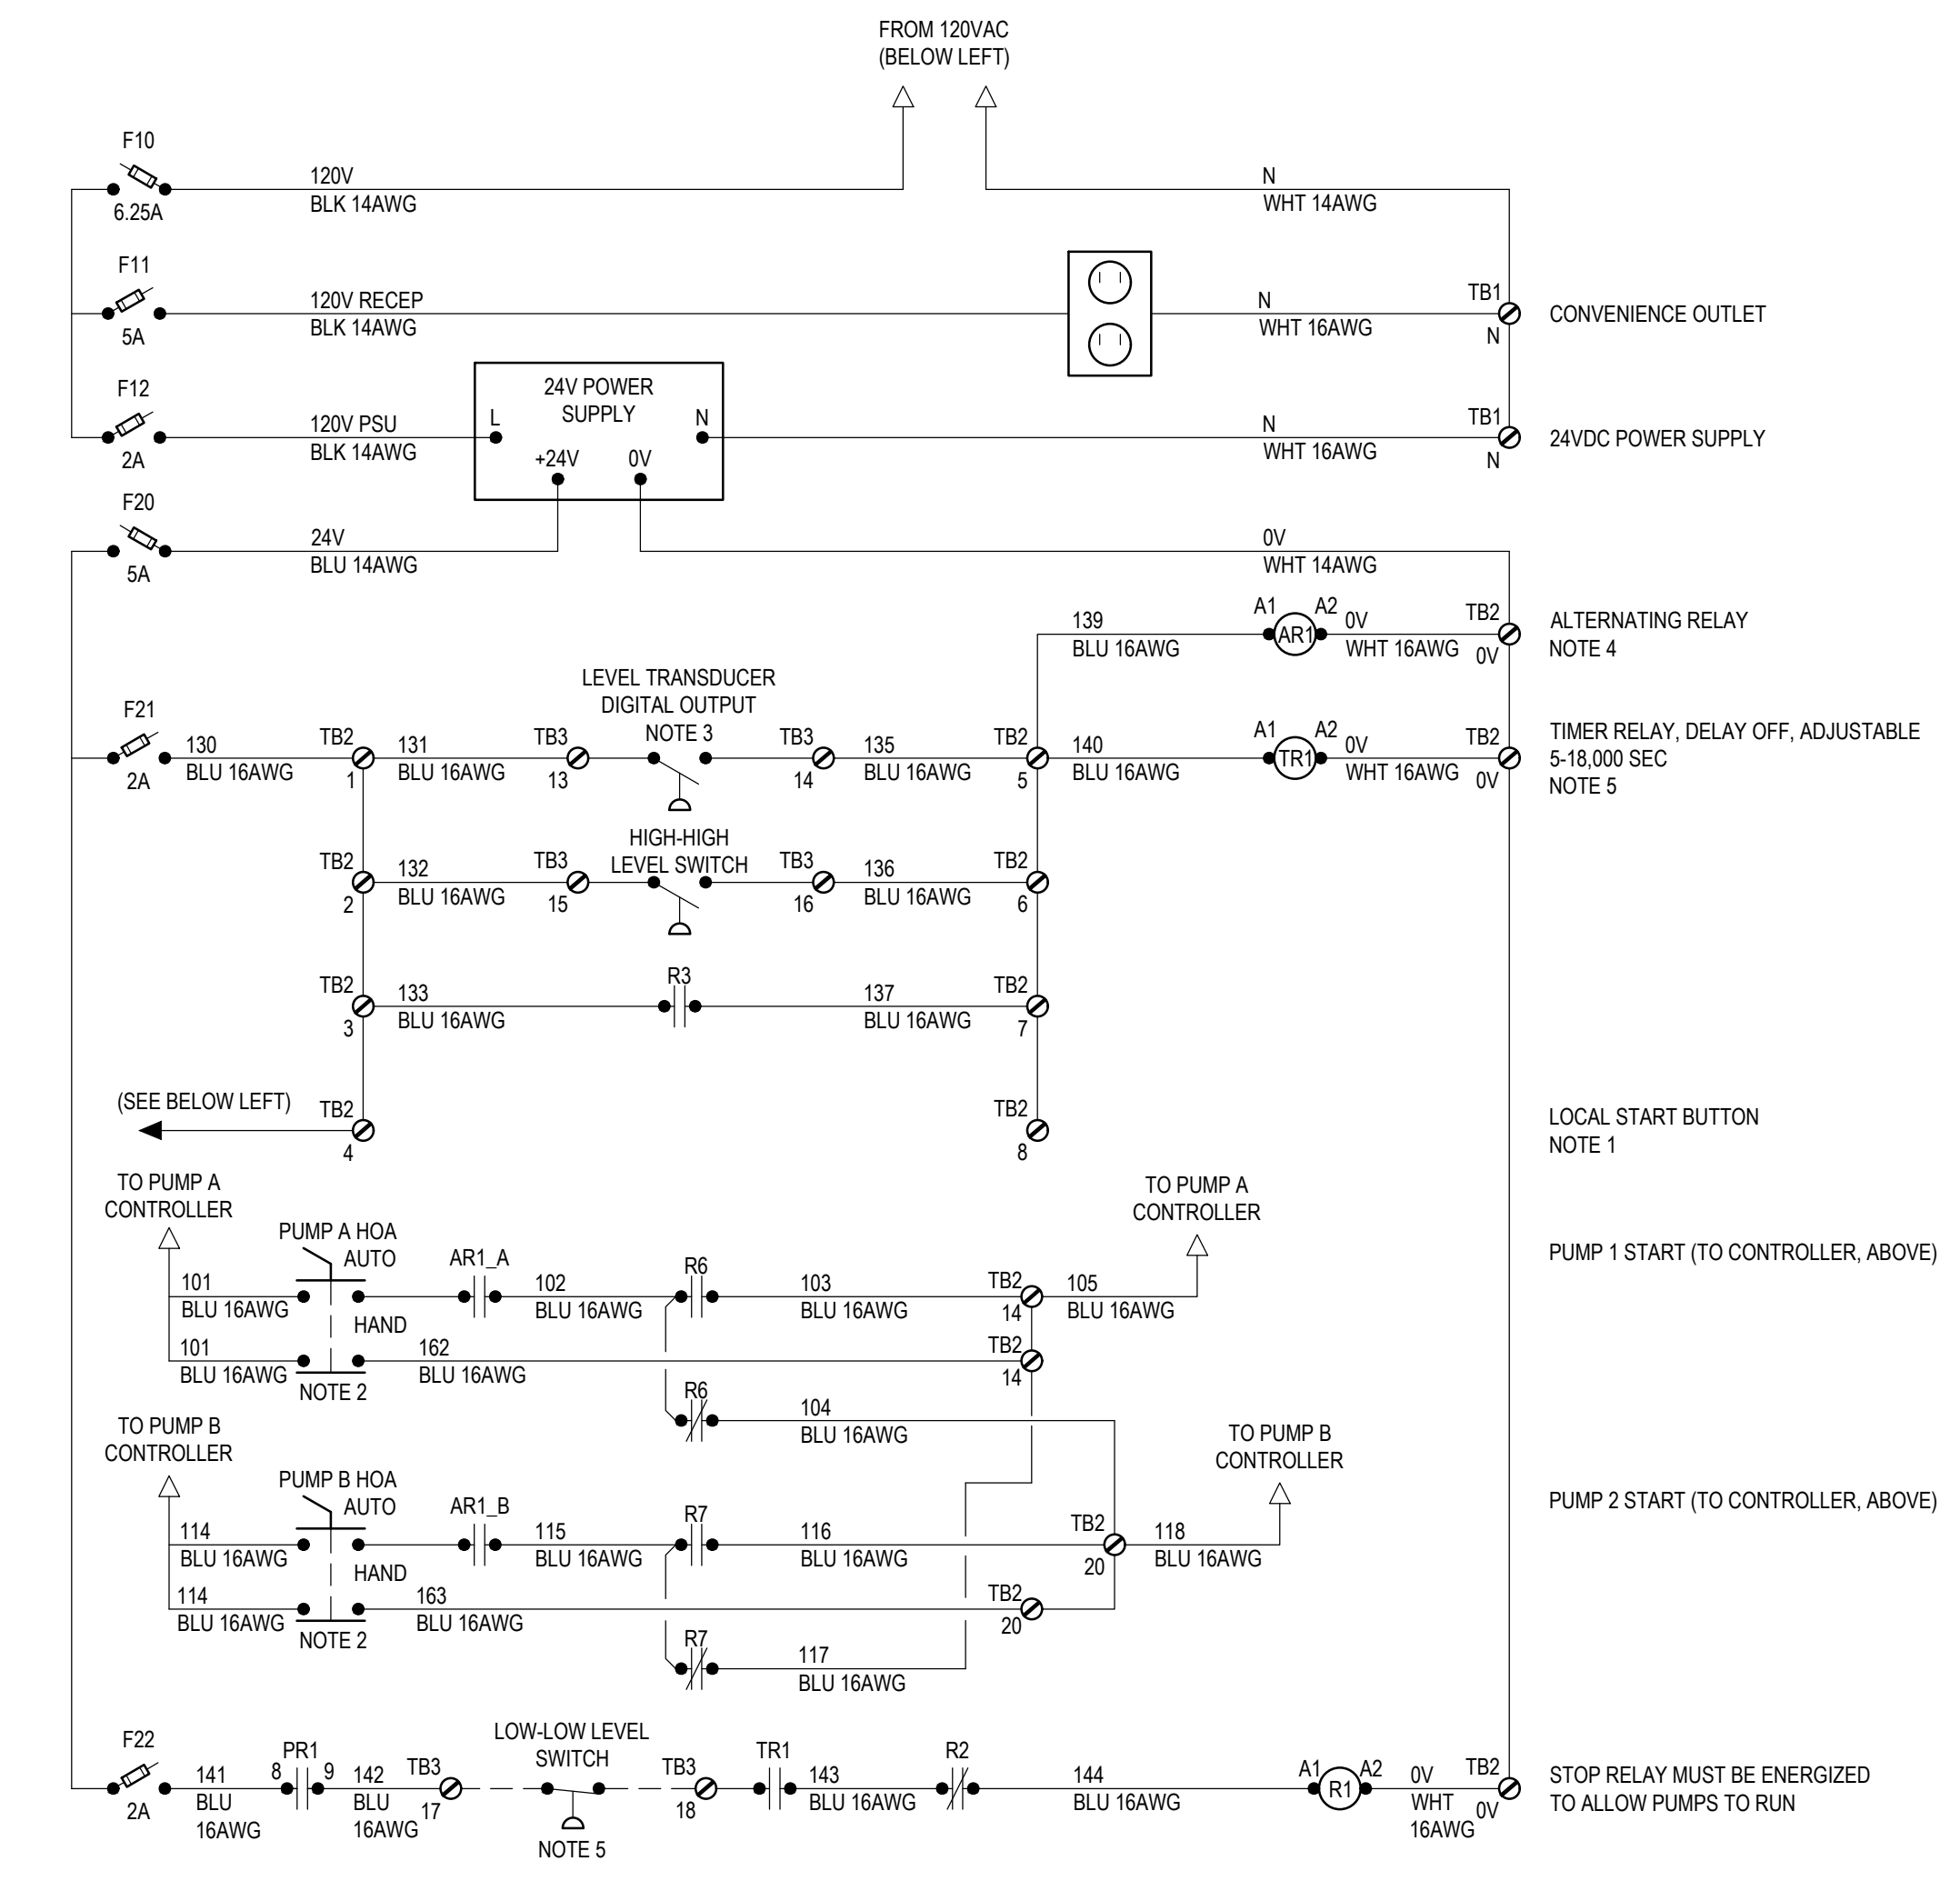 FROM 120VAC
(BELOW LEFT)
F10
120V
N
6.25A
BLK 14AWG
WHT 14AWG
F11
120V RECEP
N
TB1
CONVENIENCE OUTLET
5A
BLK 14AWG
WHT 16AWG
N
F12
24V POWER
SUPPLY
L
N
120V PSU
N
TB1
24VDC POWER SUPPLY
2A
BLK 14AWG
+24V
0V
WHT 16AWG
N
F20
24V
0V
5A
BLU 14AWG
WHT 14AWG
139
A1
A2
0V
TB2
ALTERNATING RELAY
BLU 16AWG
AR1
WHT 16AWG
0V
NOTE 4
LEVEL TRANSDUCER
DIGITAL OUTPUT
NOTE 3
F21
130
TB2
131
TB3
TB3
135
TB2
140
A1
A2
0V
TB2
TIMER RELAY, DELAY OFF, ADJUSTABLE
2A
BLU 16AWG
1
BLU 16AWG
13
14
BLU 16AWG
5
BLU 16AWG
TR1
WHT 16AWG
0V
5-18,000 SEC
NOTE 5
HIGH-HIGH
LEVEL SWITCH
TB2
132
TB3
TB3
136
TB2
2
BLU 16AWG
15
16
BLU 16AWG
6
R3
TB2
133
137
TB2
3
BLU 16AWG
BLU 16AWG
7
(SEE BELOW LEFT)
TB2
TB2
LOCAL START BUTTON
4
8
NOTE 1
TO PUMP A
CONTROLLER
TO PUMP A
CONTROLLER
PUMP A HOA
AUTO
AR1_A
R6
PUMP 1 START (TO CONTROLLER, ABOVE)
101
102
103
TB2
105
BLU 16AWG
BLU 16AWG
BLU 16AWG
14
BLU 16AWG
HAND
101
162
TB2
BLU 16AWG
BLU 16AWG
14
NOTE 2
R6
104
BLU 16AWG
TO PUMP B
CONTROLLER
TO PUMP B
CONTROLLER
PUMP B HOA
AUTO
AR1_B
R7
PUMP 2 START (TO CONTROLLER, ABOVE)
114
115
116
TB2
118
BLU 16AWG
BLU 16AWG
BLU 16AWG
20
BLU 16AWG
HAND
114
163
TB2
BLU 16AWG
BLU 16AWG
20
NOTE 2
R7
117
BLU 16AWG
F22
LOW-LOW LEVEL
SWITCH
141
8
PR1
9
142
TB3
TB3
TR1
143
R2
144
A1
A2
0V
TB2
STOP RELAY MUST BE ENERGIZED
2A
BLU
16AWG
BLU
16AWG
17
18
BLU 16AWG
BLU 16AWG
R1
WHT
16AWG
0V
TO ALLOW PUMPS TO RUN
NOTE 5